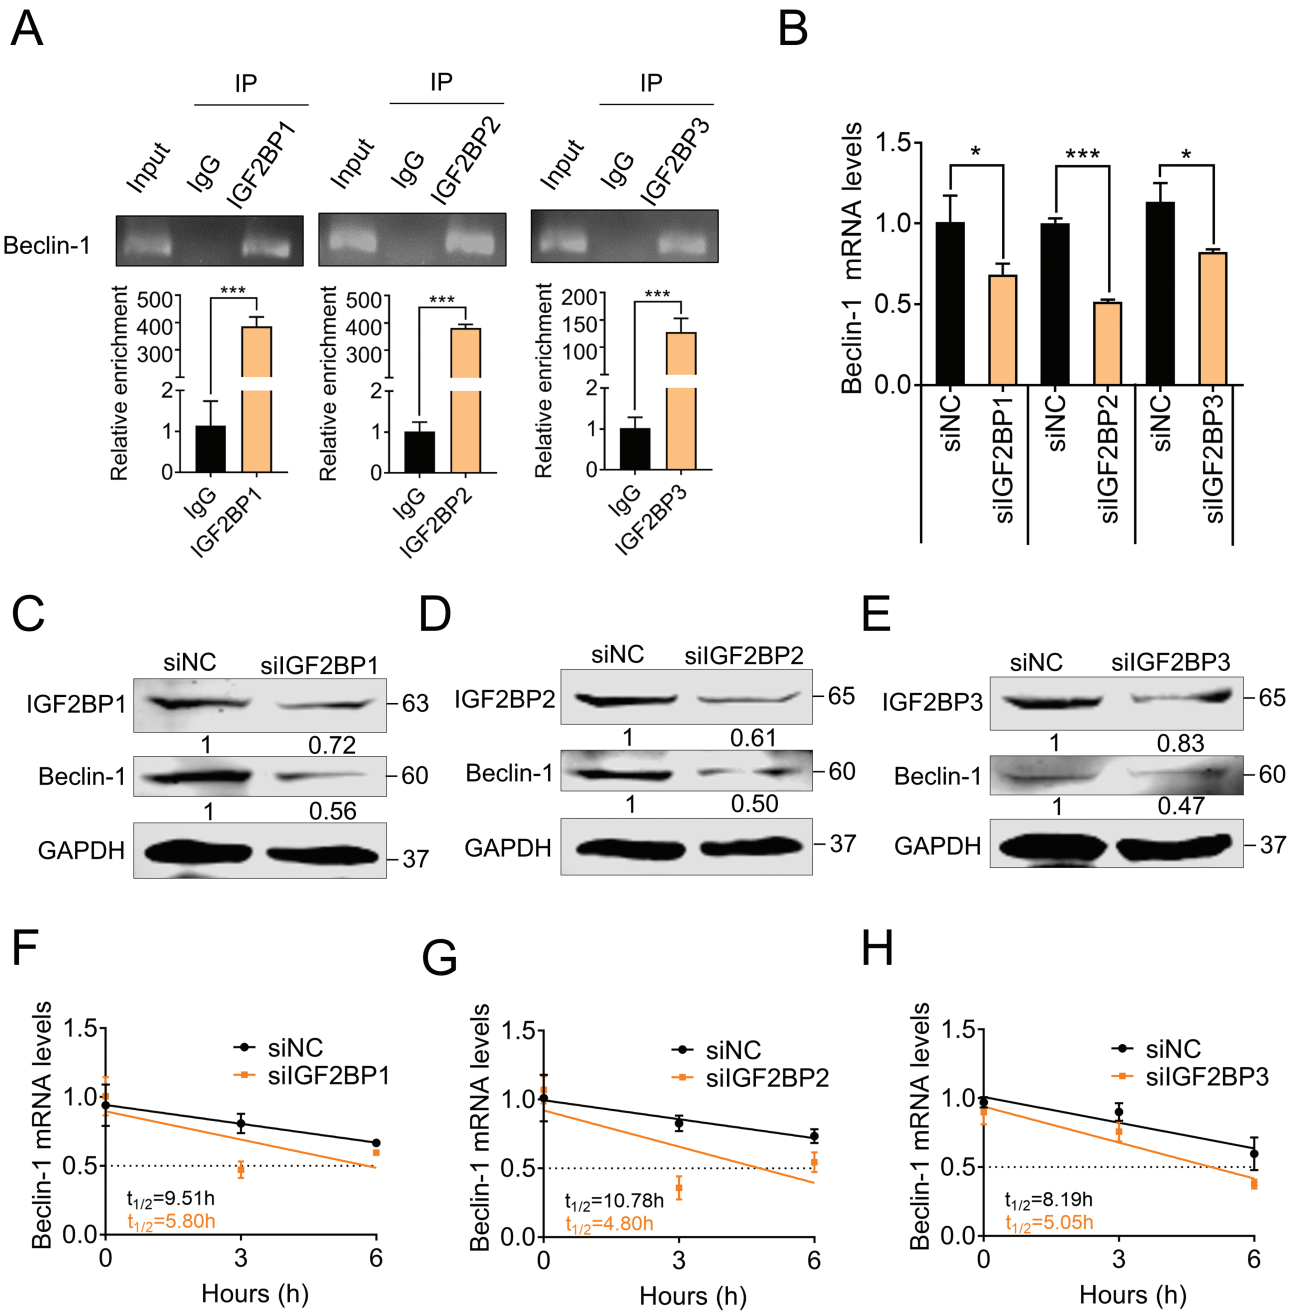 A
IP
IP
IP
Input
IgG
IGF2BP1
Input
IgG
IGF2BP2
Input
IgG
IGF2BP3
Beclin-1
Relative enrichment
500
400
300
2
1
0
***
IgG
IGF2BP1
Relative enrichment
500
400
300
2
1
0
***
IgG
IGF2BP2
Relative enrichment
200
150
100
2
1
0
***
IgG
IGF2BP3
B
Beclin-1 mRNA levels
1.5
1.0
0.5
0.0
*
***
*
siNC
siIGF2BP1
siNC
siIGF2BP2
siNC
siIGF2BP3
C
siNC siIGF2BP1
IGF2BP1 63
1 0.72
Beclin-1 60
1 0.56
GAPDH 37
D
siNC siIGF2BP2
IGF2BP2 65
1 0.61
Beclin-1 60
1 0.50
GAPDH 37
E
siNC siIGF2BP3
IGF2BP3 65
1 0.83
Beclin-1 60
1 0.47
GAPDH 37
F
Beclin-1 mRNA levels
1.5
1.0
0.5
0.0
siNC
siIGF2BP1
t1/2=9.51h
t1/2=5.80h
0 3 6
Hours (h)
G
Beclin-1 mRNA levels
1.5
1.0
0.5
0.0
siNC
siIGF2BP2
t1/2=10.78h
t1/2=4.80h
0 3 6
Hours (h)
H
Beclin-1 mRNA levels
1.5
1.0
0.5
0.0
siNC
siIGF2BP3
t1/2=8.19h
t1/2=5.05h
0 3 6
Hours (h)